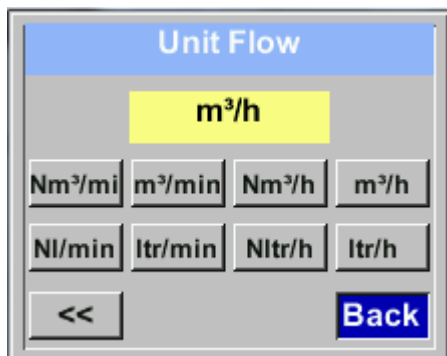 Unit Flow
m³/h
Nm³/mi m³/min Nm³/h m³/h
Nl/min ltr/min Nltr/h ltr/h
<< Back